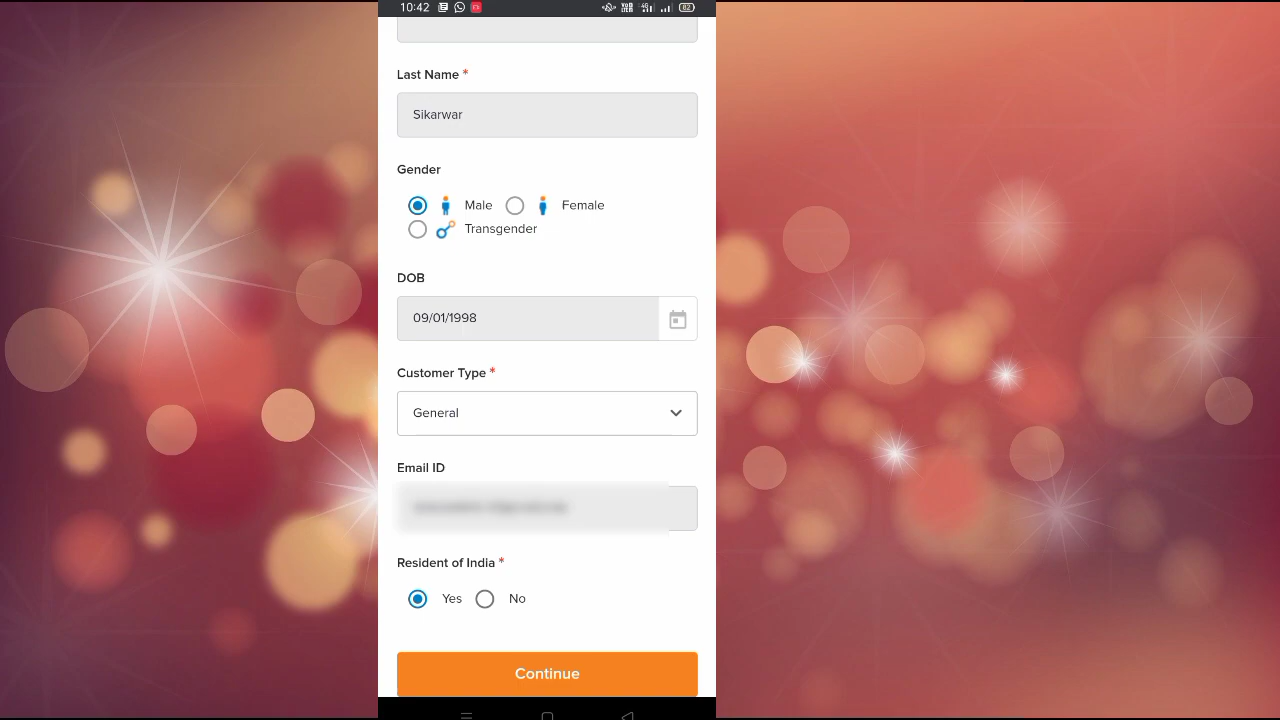 10:42
82
Last Name *
Sikarwar
Gender
Male Female
Transgender
DOB
09/01/1998
Customer Type *
General
Email ID
Resident of India *
Yes No
Continue